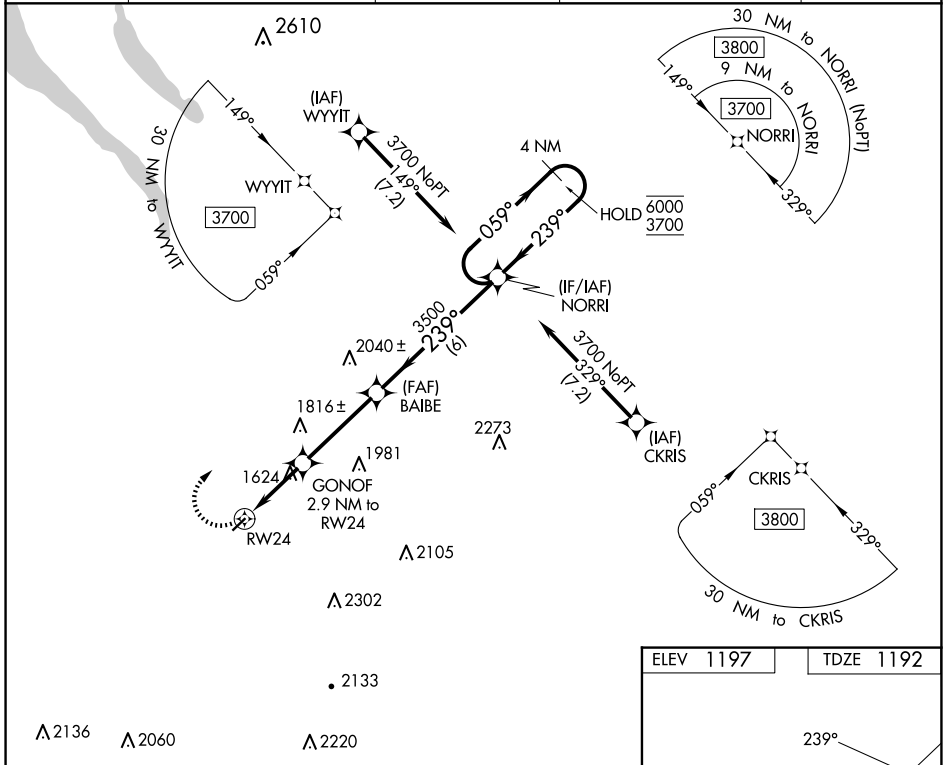 2610
30 NM to NORRI (NoPT)
3800
9 NM to NORRI
3700
149°
NORRI
329°
(IAF)
WYYIT
3700 NoPT
149°
(7.2)
149°
WYYIT
3700
30 NM to WYYIT
059°
4 NM
059°
239°
HOLD 6000
3700
(IF/IAF)
NORRI
3500
239°
(6)
2040 ±
(FAF)
BAIBE
3700 NoPT
329°
(7.2)
(IAF)
CKRIS
1816 ±
2273
1981
1624
GONOF
2.9 NM to
RW24
RW24
CKRIS
059°
3800
329°
30 NM to CKRIS
2105
2302
2133
2136
2060
2220
ELEV 1197
TDZE 1192
239°